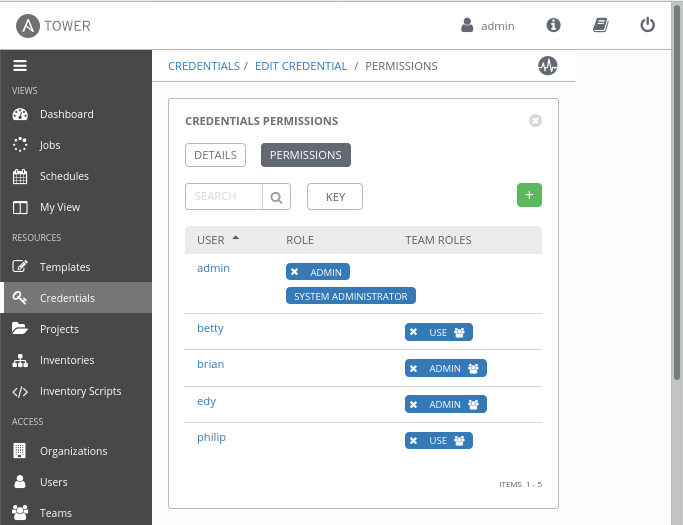 A TOWER
admin
CREDENTIALS / EDIT CREDENTIAL / PERMISSIONS
VIEWS
Dashboard
Jobs
Schedules
My View
RESOURCES
Templates
Credentials
Projects
Inventories
Inventory Scripts
ACCESS
Organizations
Users
Teams
CREDENTIALS PERMISSIONS
DETAILS PERMISSIONS
SEARCH KEY +
USER ROLE TEAM ROLES
admin ADMIN
SYSTEM ADMINISTRATOR
betty USE
brian ADMIN
edy ADMIN
philip USE
ITEMS 1 - 5